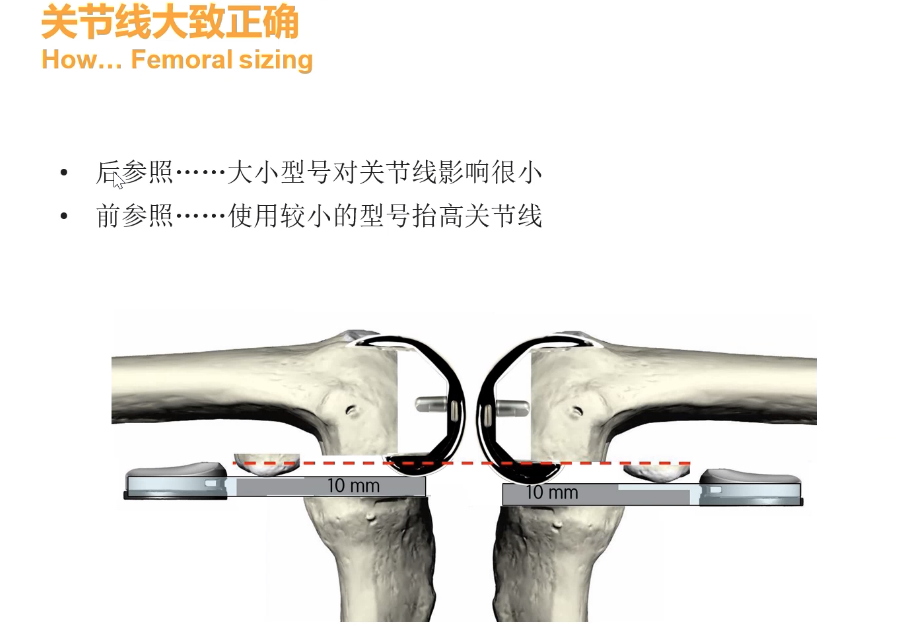 关节线大致正确
How... Femoral sizing
• 后参照……大小型号对关节线影响很小
• 前参照……使用较小的型号抬高关节线
10 mm
10 mm